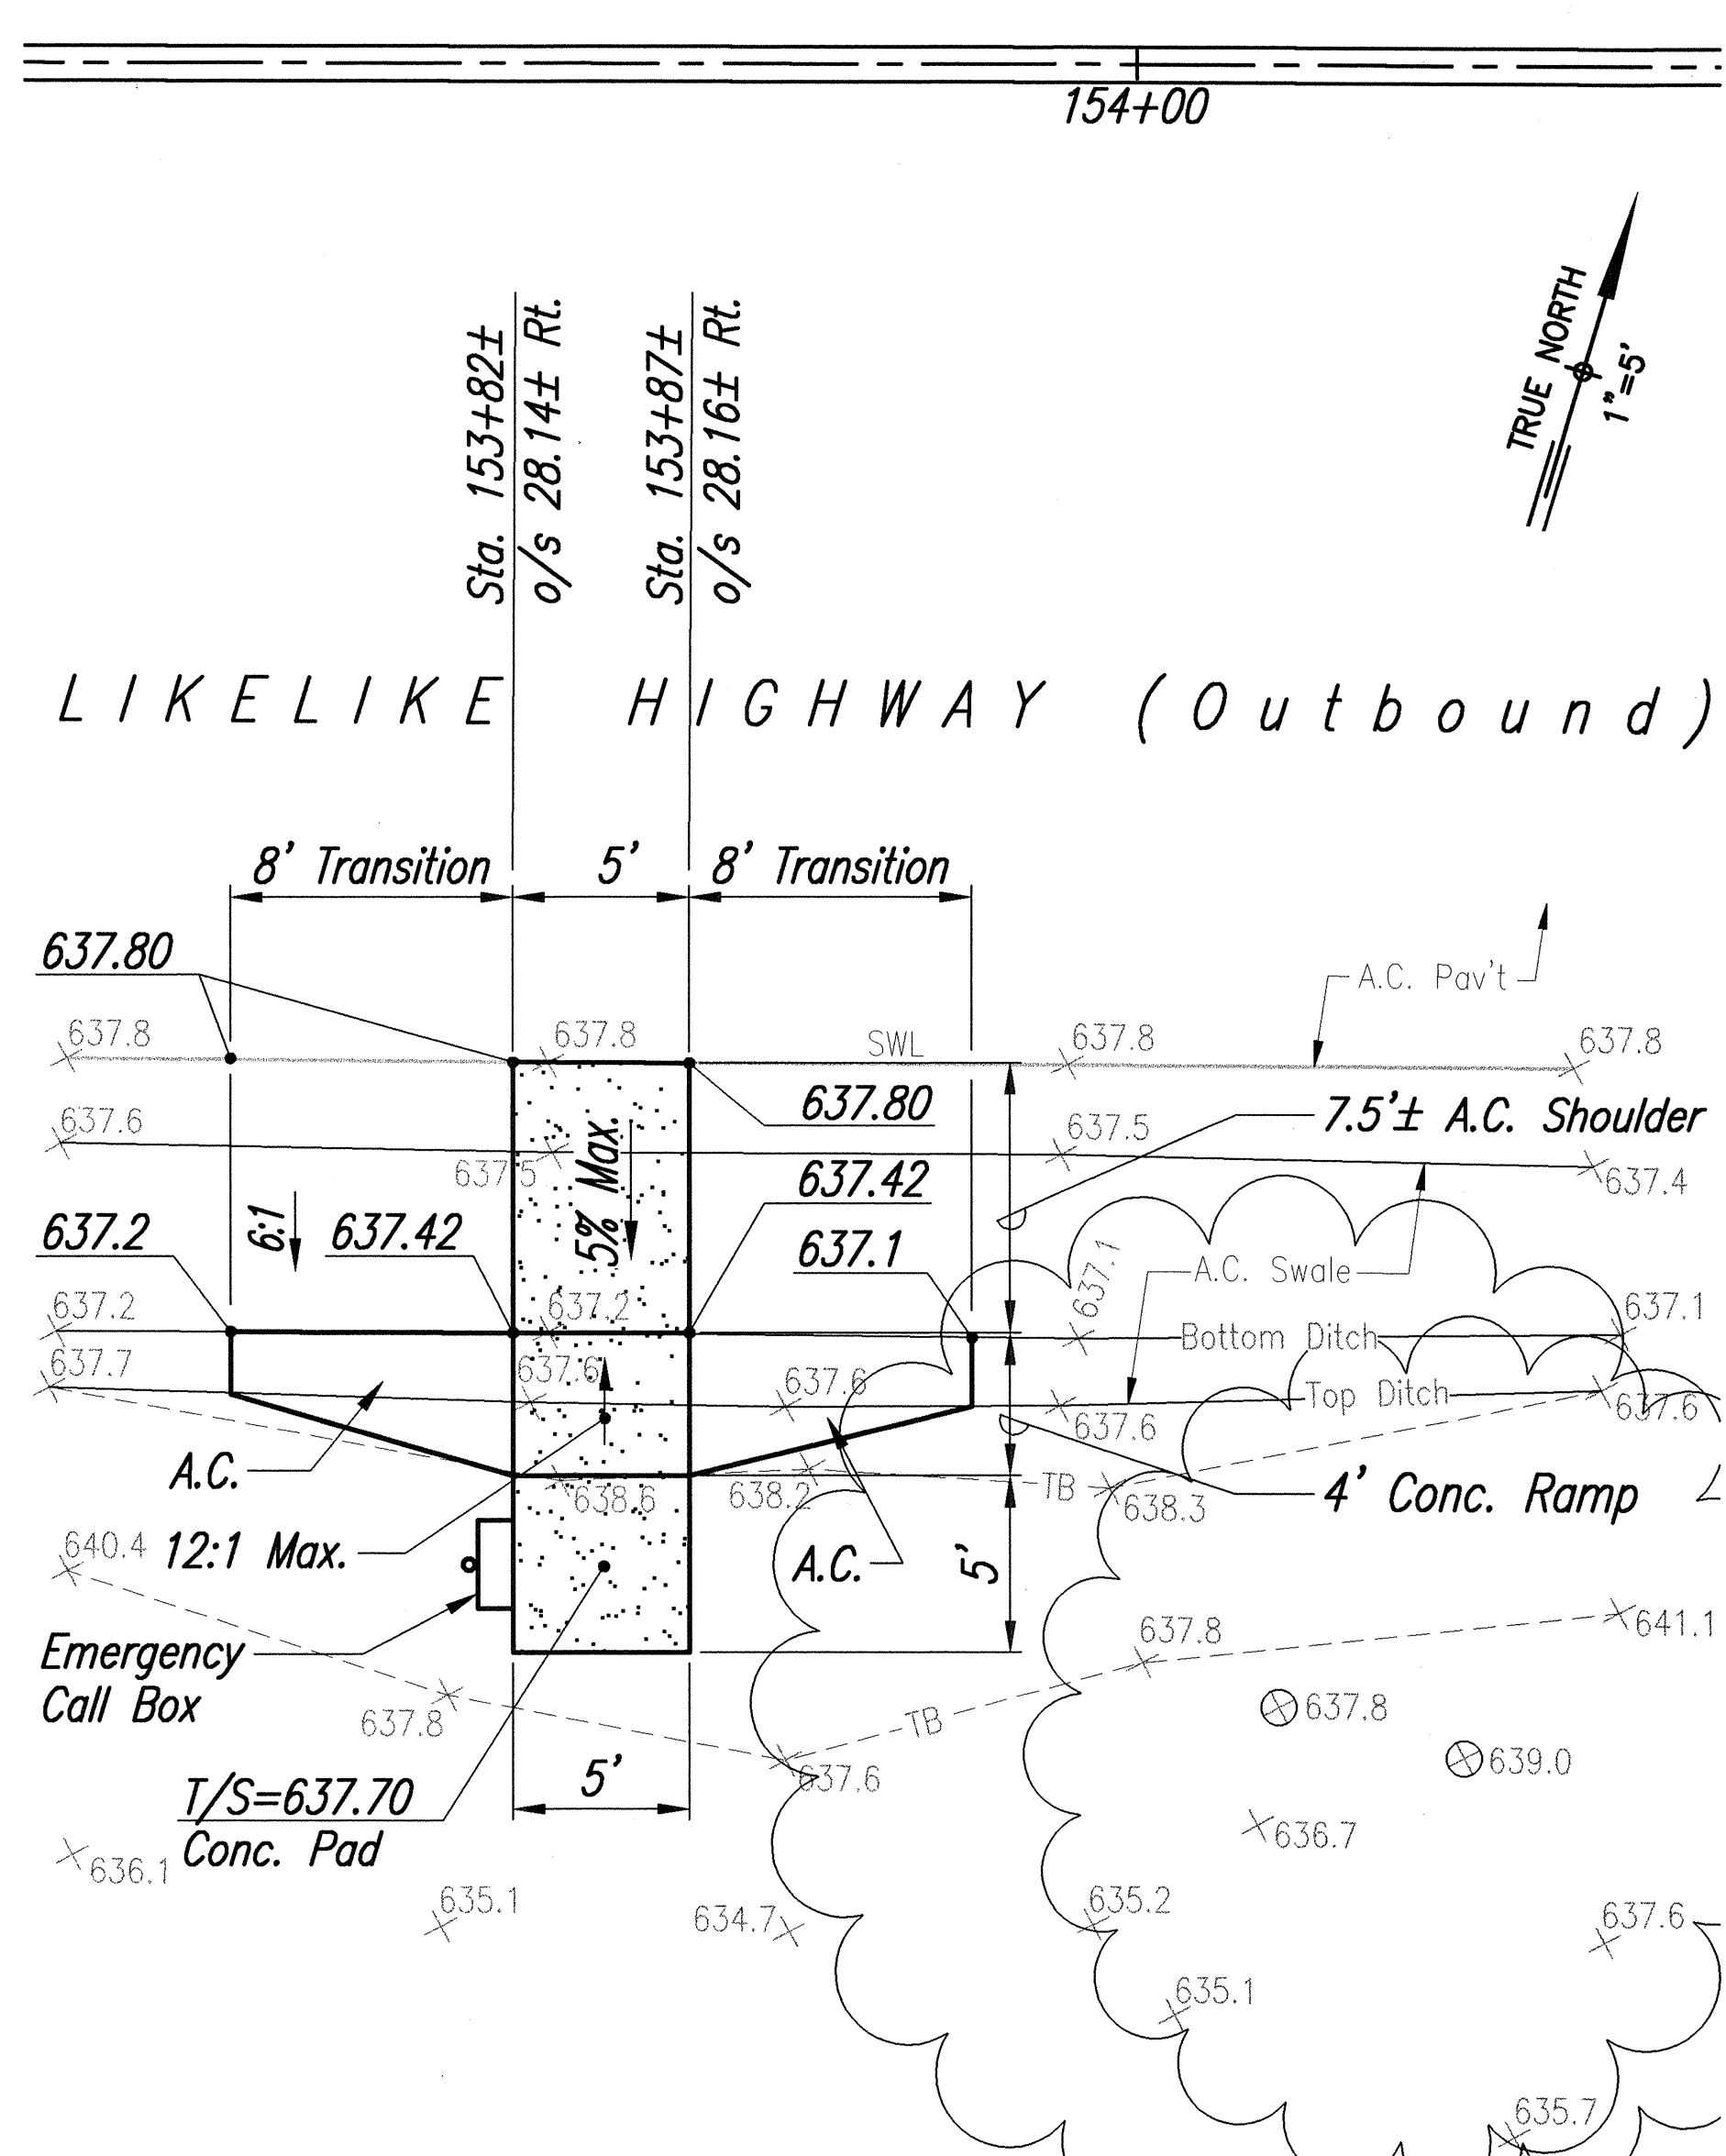 154+00
TRUE NORTH
1"=5'
Sta. 153+82±
o/s 28.14± Rt.
Sta. 153+87±
o/s 28.16± Rt.
LIKELIKE HIGHWAY (Outbound)
8' Transition
5'
8' Transition
637.80
A.C. Pav't
637.8
637.8
SWL
637.8
637.8
637.80
7.5'± A.C. Shoulder
637.6
637.5
637.5
637.4
5% Max.
637.42
637.2
6:1
637.42
637.1
637.1
A.C. Swale
637.2
637.2
637.1
Bottom Ditch
637.7
637.6
637.6
Top Ditch
637.6
637.6
A.C.
638.6
638.2
TB
638.3
4' Conc. Ramp
640.4
12:1 Max.
A.C.
5'
Emergency
Call Box
637.8
641.1
637.8
TB
637.8
637.6
639.0
5'
T/S=637.70
Conc. Pad
636.7
636.1
635.1
634.7
635.2
637.6
635.1
635.7